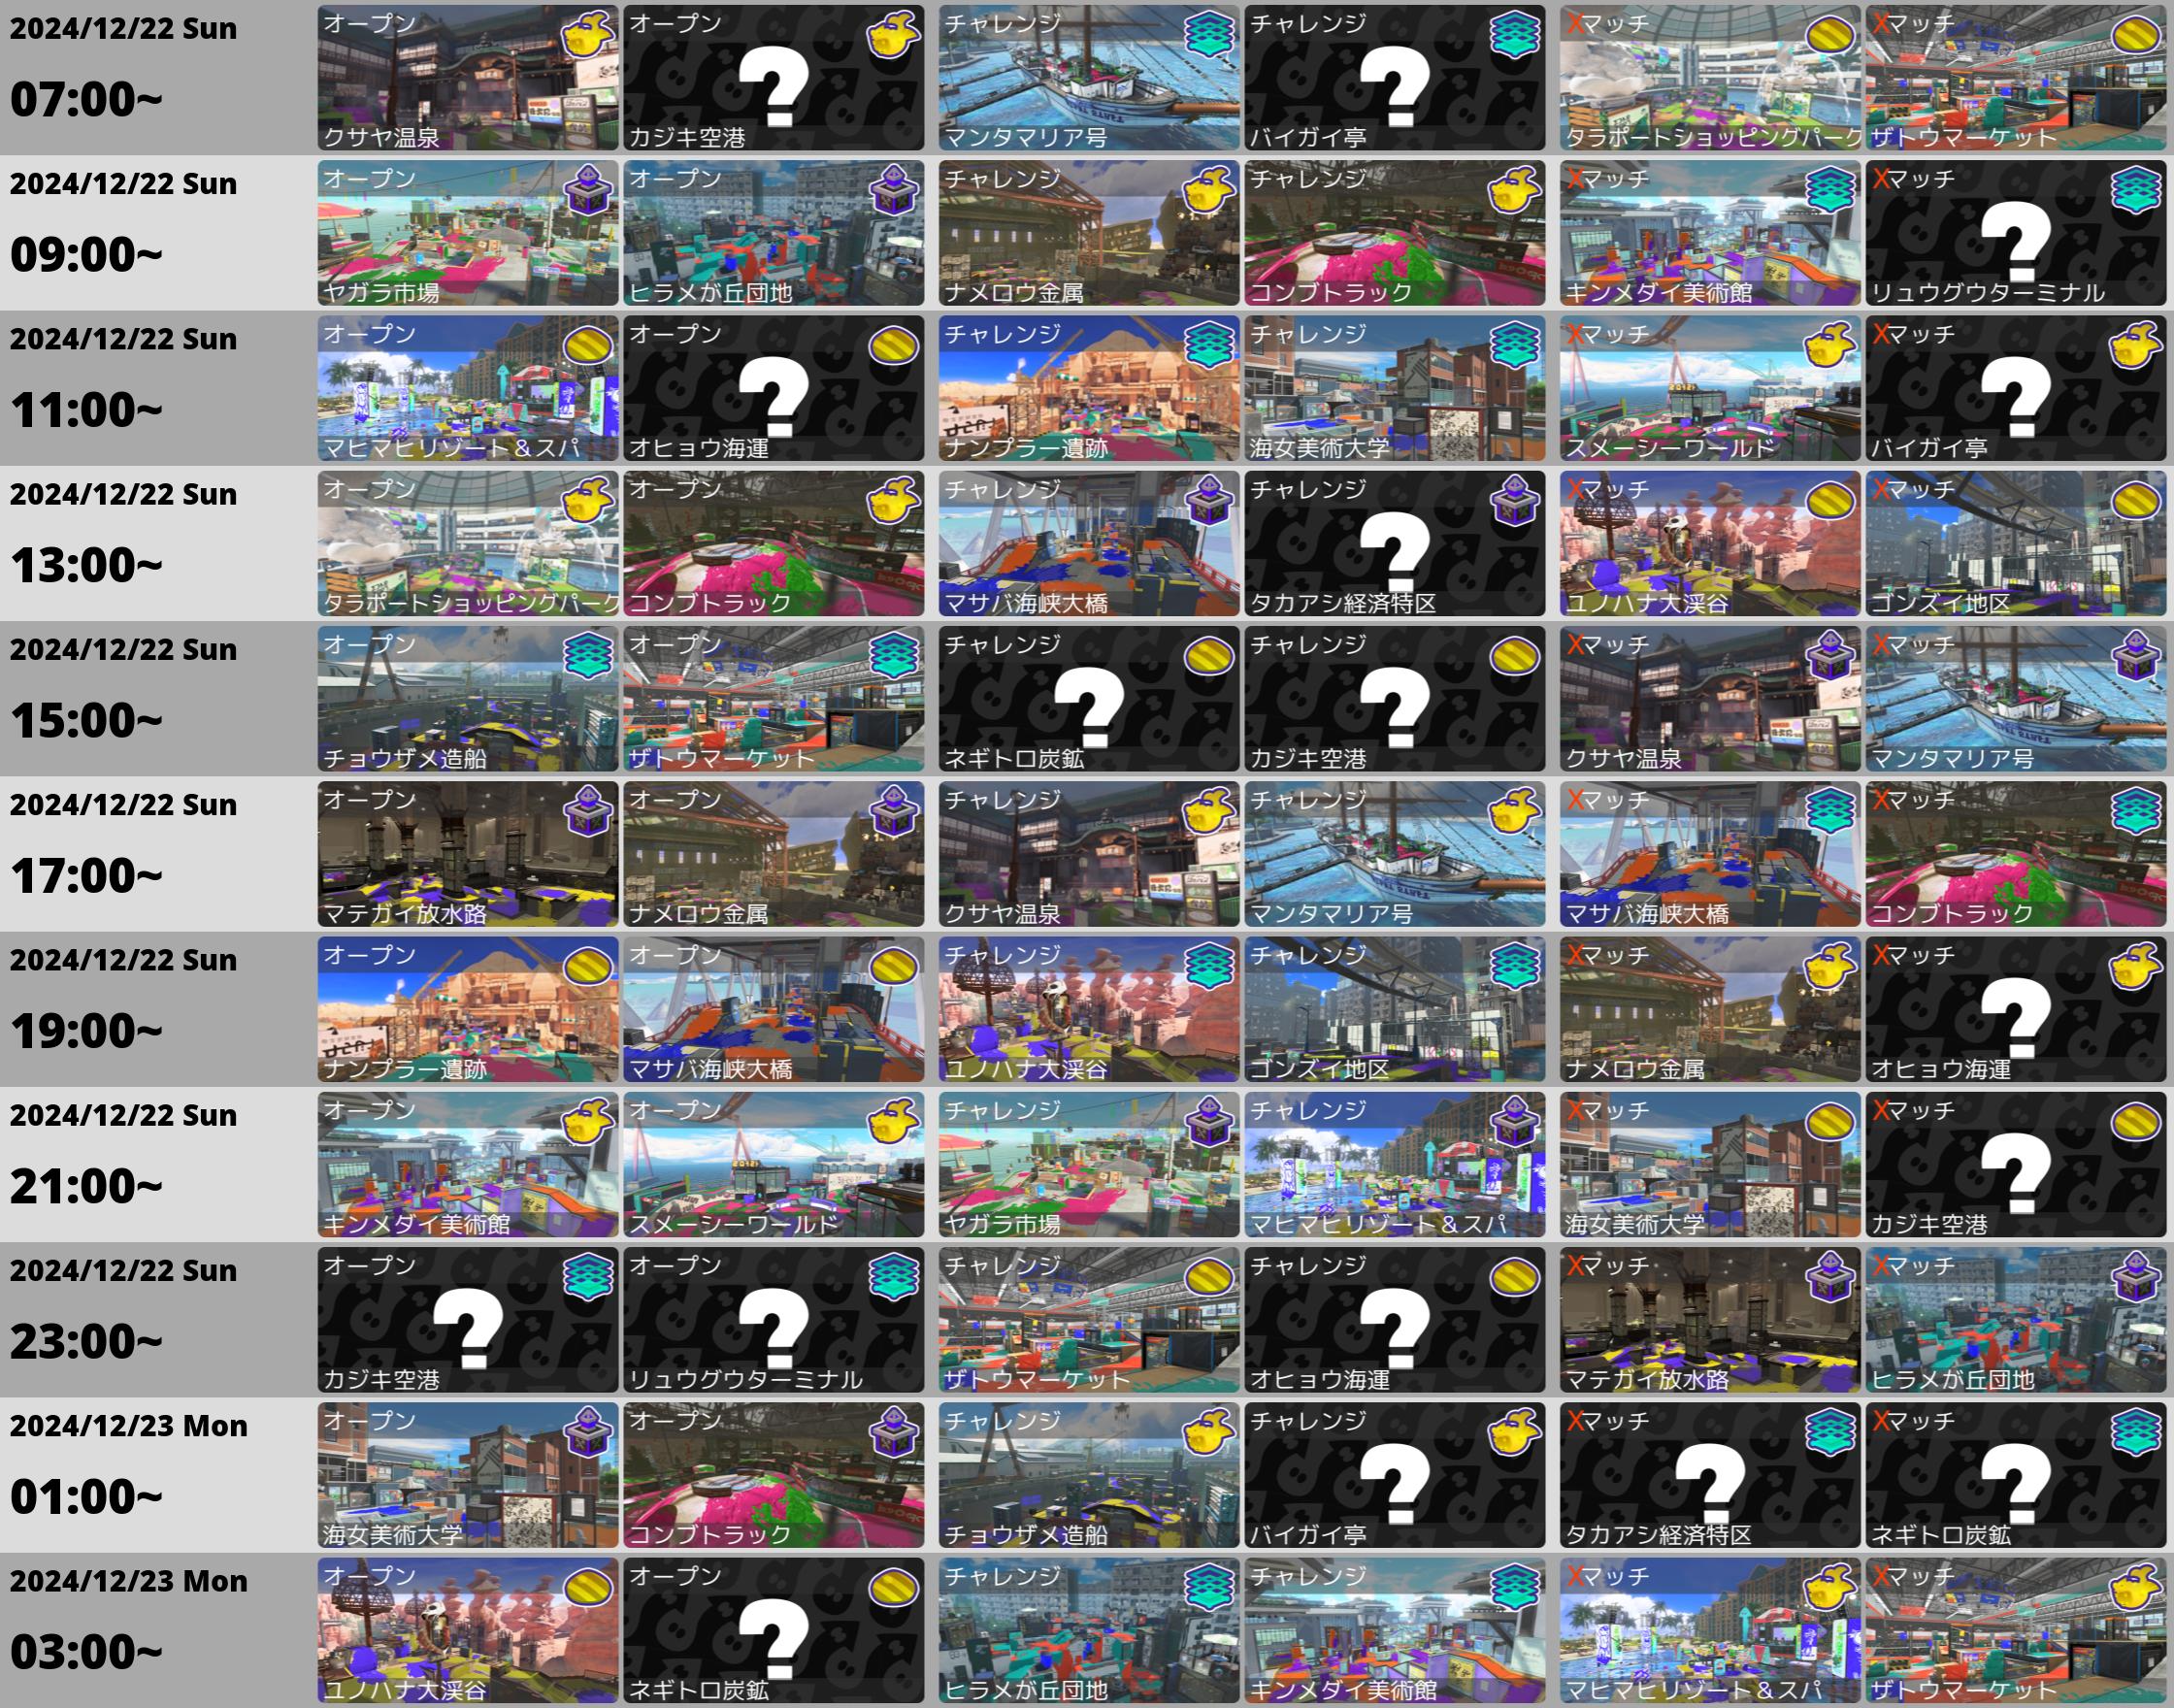 2024/12/22 Sun
07:00~
オープン
クサヤ温泉
オープン
カジキ空港
チャレンジ
マンタマリア号
チャレンジ
バイガイ亭
Xマッチ
タラポートショッピングパーク
Xマッチ
ザトウマーケット
2024/12/22 Sun
09:00~
オープン
ヤガラ市場
オープン
ヒラメが丘団地
チャレンジ
ナメロウ金属
チャレンジ
コンブトラック
Xマッチ
キンメダイ美術館
Xマッチ
リュウグウターミナル
2024/12/22 Sun
11:00~
オープン
マヒマヒリゾート&スパ
オープン
オヒョウ海運
チャレンジ
ナンプラー遺跡
チャレンジ
海女美術大学
Xマッチ
スメーシーワールド
Xマッチ
バイガイ亭
2024/12/22 Sun
13:00~
オープン
タラポートショッピングパーク
オープン
コンブトラック
チャレンジ
マサバ海峡大橋
チャレンジ
タカアシ経済特区
Xマッチ
ユノハナ大渓谷
Xマッチ
ゴンズイ地区
2024/12/22 Sun
15:00~
オープン
チョウザメ造船
オープン
ザトウマーケット
チャレンジ
ネギトロ炭鉱
チャレンジ
カジキ空港
Xマッチ
クサヤ温泉
Xマッチ
マンタマリア号
2024/12/22 Sun
17:00~
オープン
マテガイ放水路
オープン
ナメロウ金属
チャレンジ
クサヤ温泉
チャレンジ
マンタマリア号
Xマッチ
マサバ海峡大橋
Xマッチ
コンブトラック
2024/12/22 Sun
19:00~
オープン
ナンプラー遺跡
オープン
マサバ海峡大橋
チャレンジ
ユノハナ大渓谷
チャレンジ
ゴンズイ地区
Xマッチ
ナメロウ金属
Xマッチ
オヒョウ海運
2024/12/22 Sun
21:00~
オープン
キンメダイ美術館
オープン
スメーシーワールド
チャレンジ
ヤガラ市場
チャレンジ
マヒマヒリゾート&スパ
Xマッチ
海女美術大学
Xマッチ
カジキ空港
2024/12/22 Sun
23:00~
オープン
カジキ空港
オープン
リュウグウターミナル
チャレンジ
ザトウマーケット
チャレンジ
オヒョウ海運
Xマッチ
マテガイ放水路
Xマッチ
ヒラメが丘団地
2024/12/23 Mon
01:00~
オープン
海女美術大学
オープン
コンブトラック
チャレンジ
チョウザメ造船
チャレンジ
バイガイ亭
Xマッチ
タカアシ経済特区
Xマッチ
ネギトロ炭鉱
2024/12/23 Mon
03:00~
オープン
ユノハナ大渓谷
オープン
ネギトロ炭鉱
チャレンジ
ヒラメが丘団地
チャレンジ
キンメダイ美術館
Xマッチ
マヒマヒリゾート&スパ
Xマッチ
ザトウマーケット